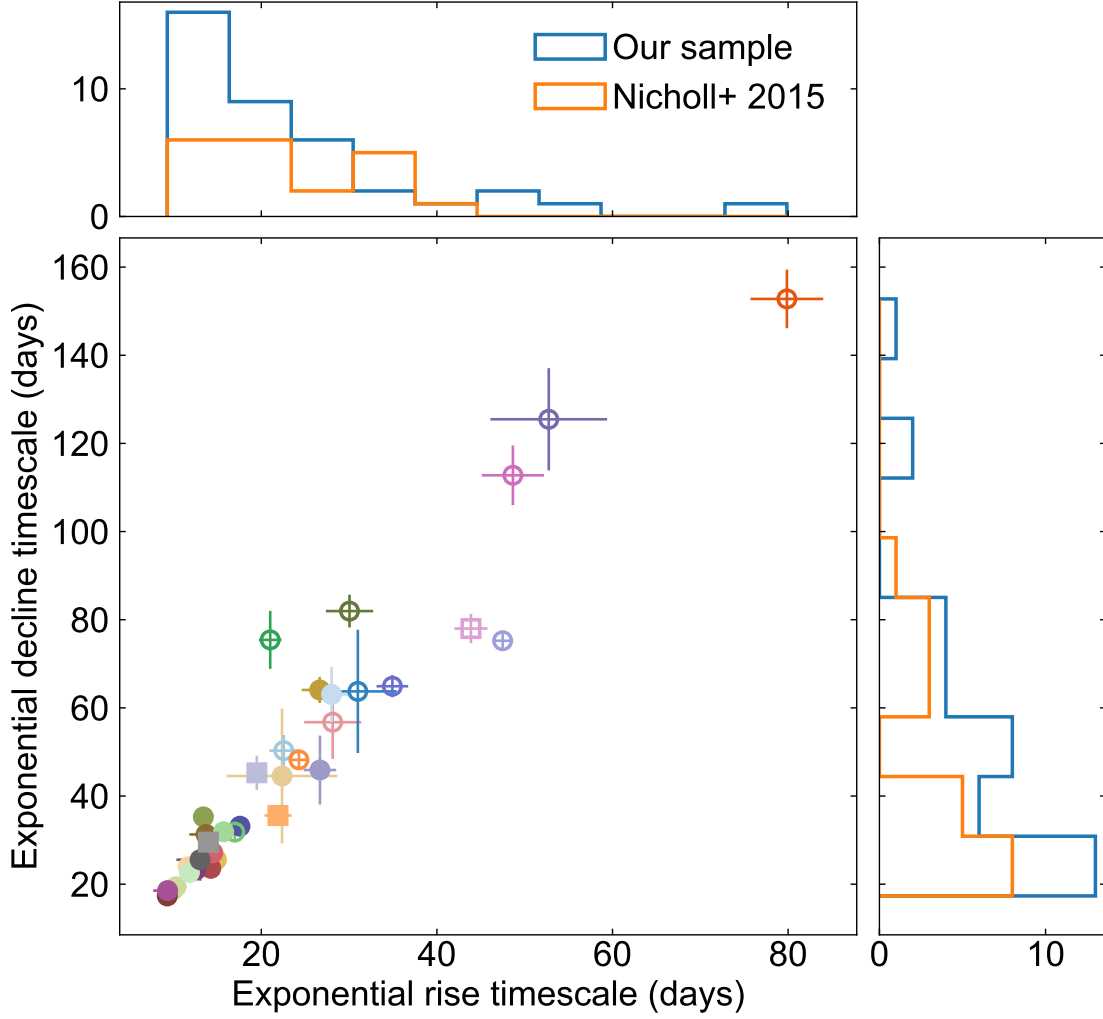 10
0
Our sample
Nicholl+ 2015
160
140
120
100
80
60
40
20
Exponential decline timescale (days)
20 40 60 80
0 10
Exponential rise timescale (days)